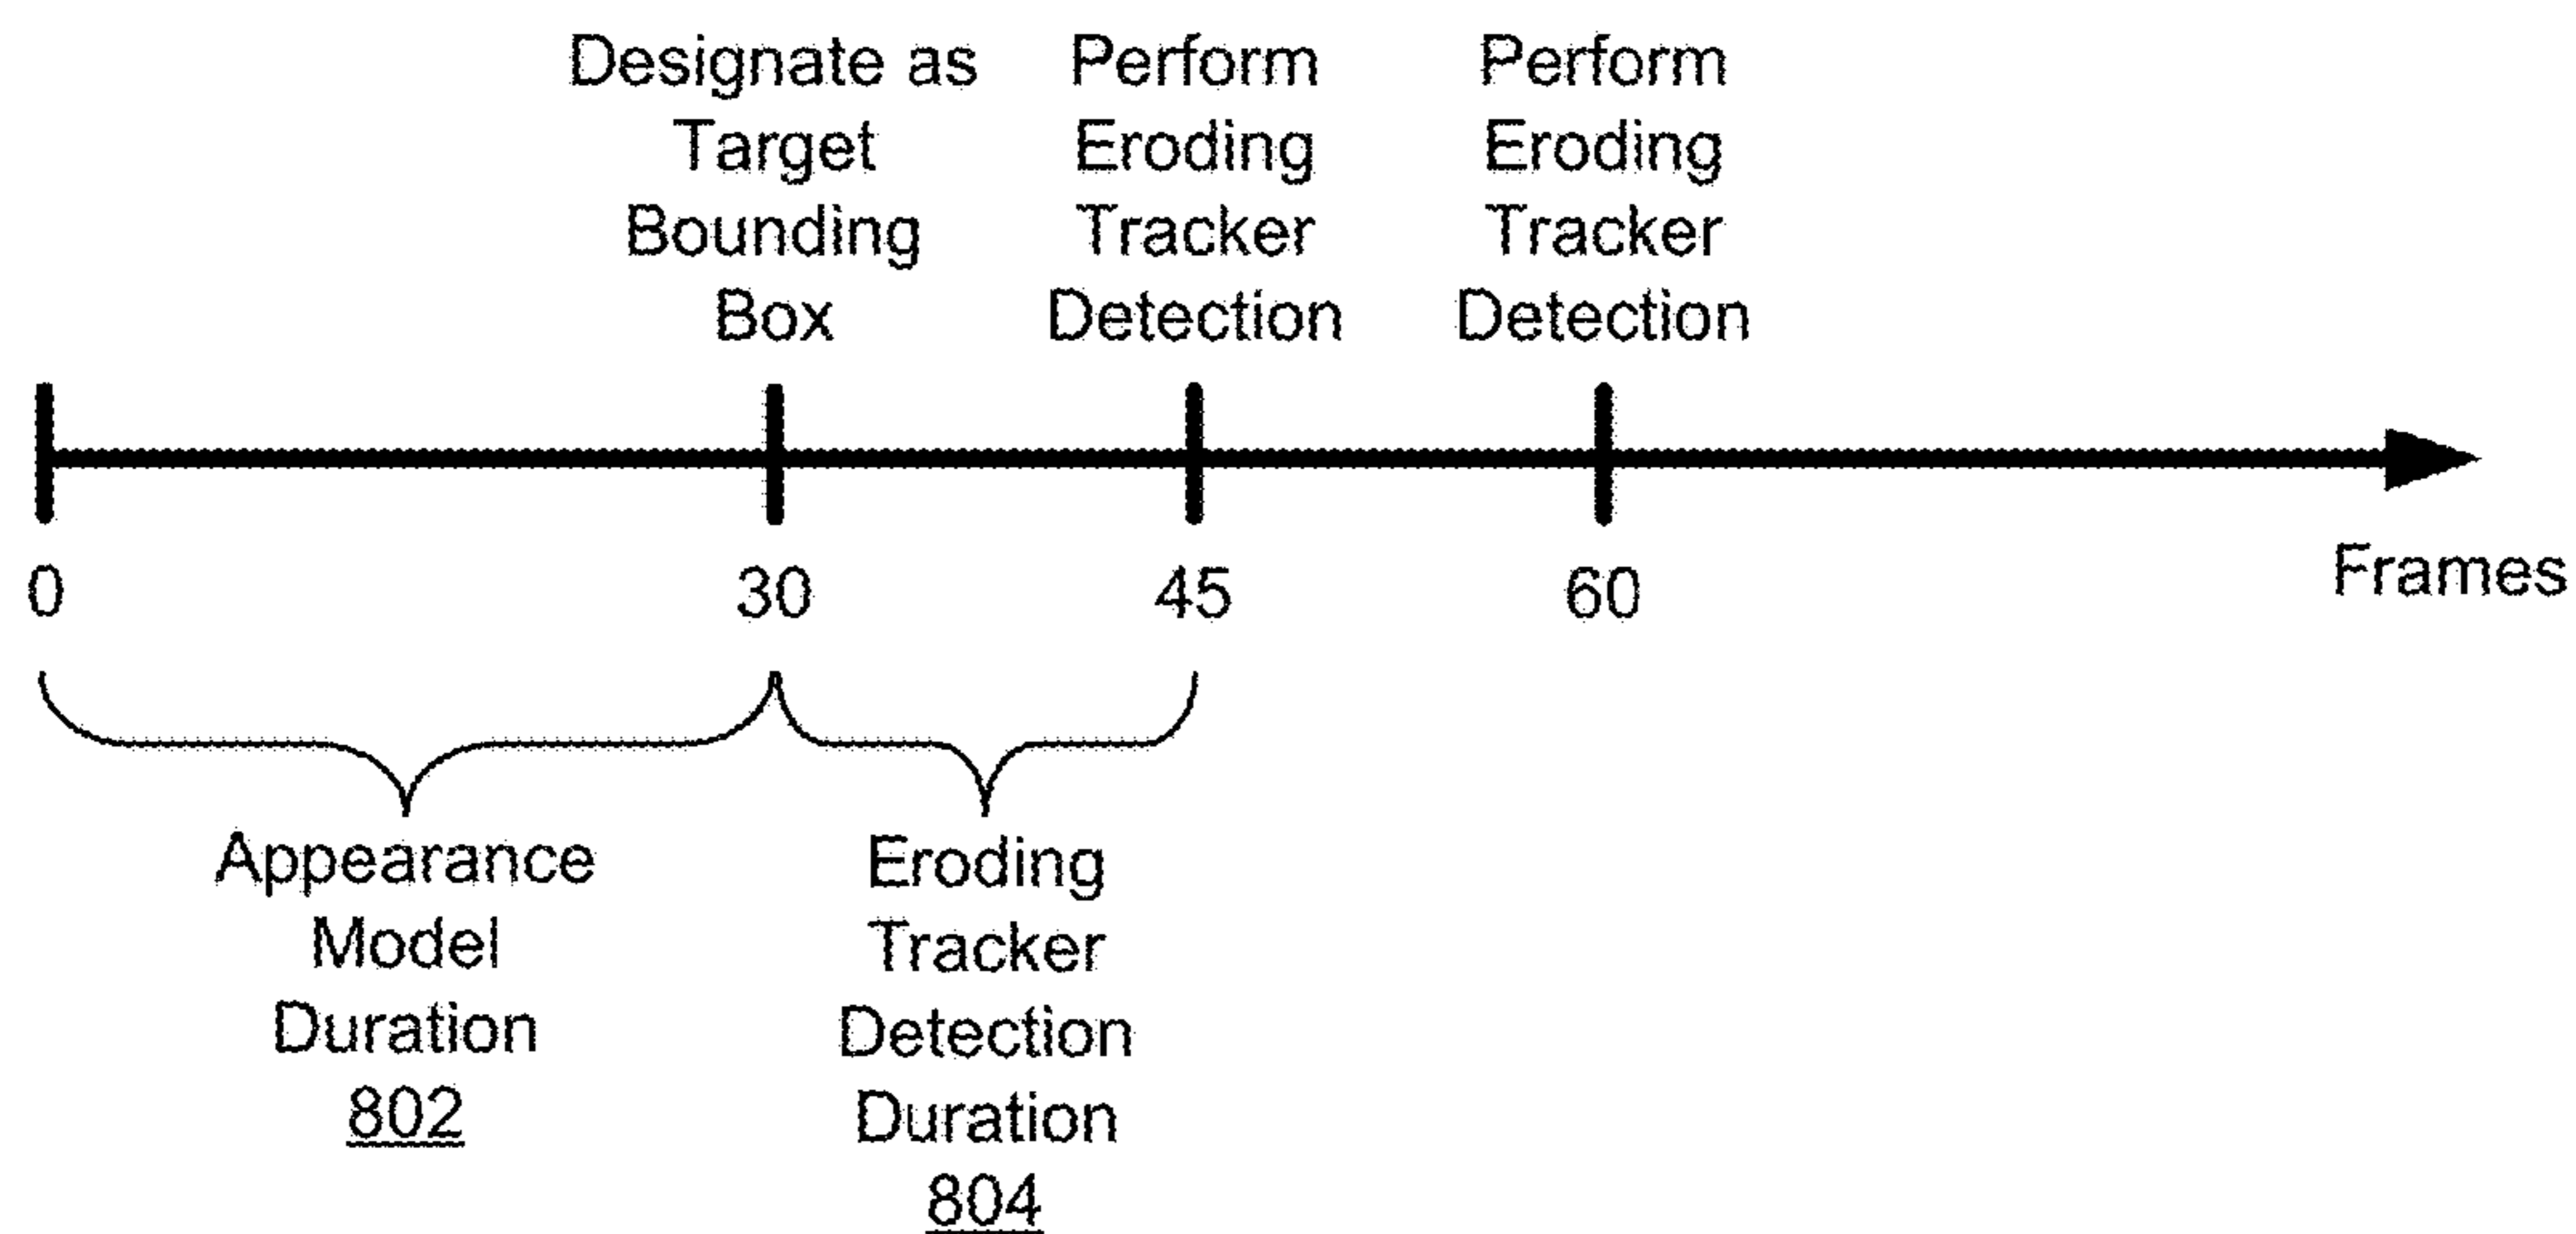 Designate as
Target
Bounding
Box
Perform
Eroding
Tracker
Detection
Perform
Eroding
Tracker
Detection
0
30
45
60
Frames
Appearance
Model
Duration
802
Eroding
Tracker
Detection
Duration
804